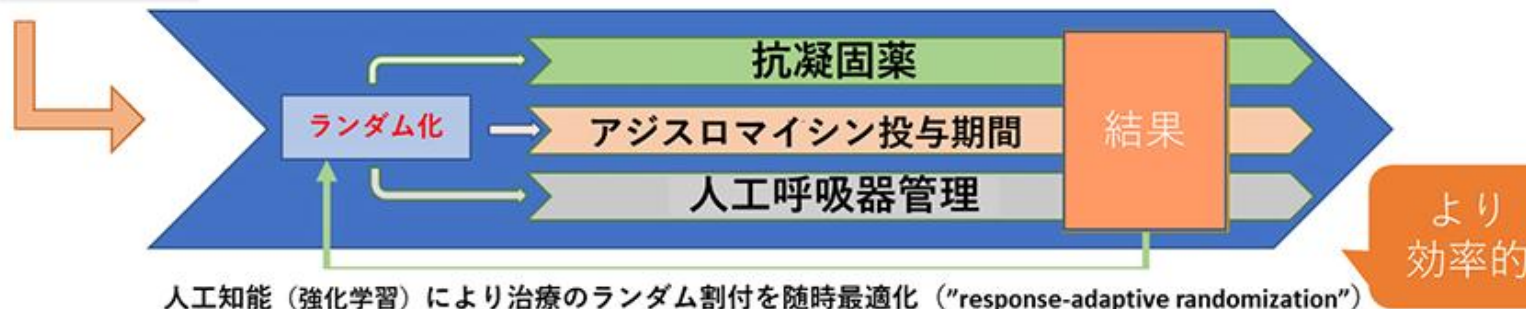 抗凝固薬
ランダム化
アジスロマイシン投与期間
結果
人工呼吸器管理
より
効率的
人工知能（強化学習）により治療のランダム割付を随時最適化（”response-adaptive randomization”）